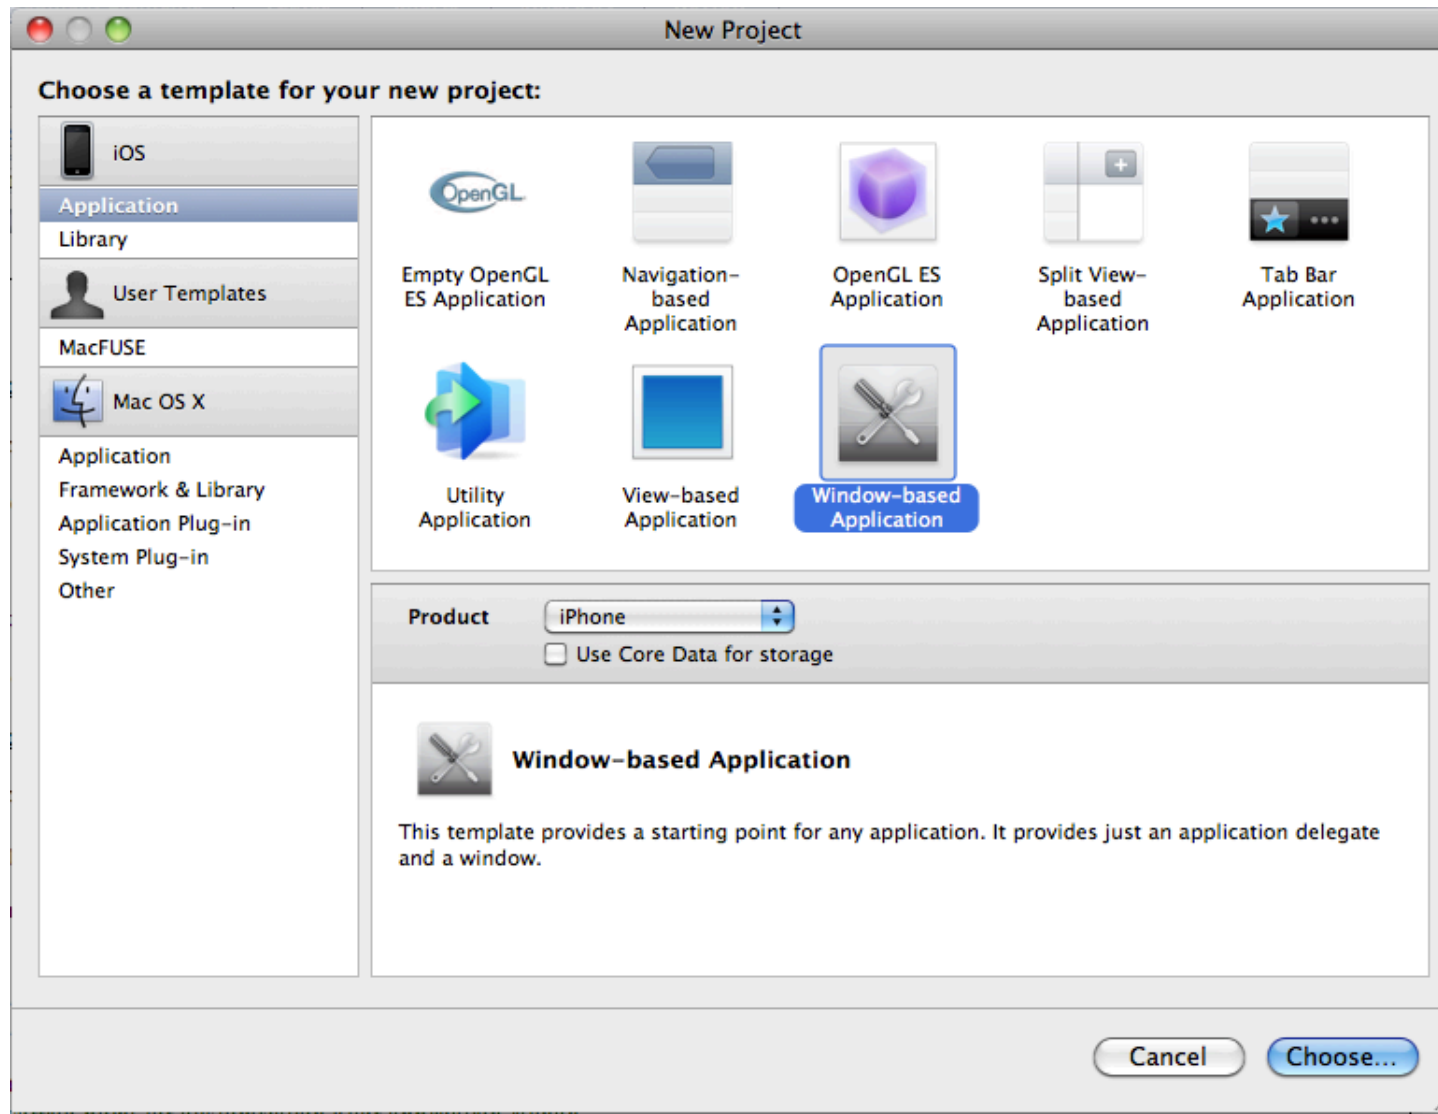 New Project
Choose a template for your new project:
iOS
Application
Library
User Templates
MacFUSE
Mac OS X
Application
Framework & Library
Application Plug-in
System Plug-in
Other
OpenGL
Empty OpenGL
ES Application
Navigation-
based
Application
OpenGL ES
Application
Split View-
based
Application
Tab Bar
Application
Utility
Application
View-based
Application
Window-based
Application
Product
iPhone
Use Core Data for storage
Window-based Application
This template provides a starting point for any application. It provides just an application delegate
and a window.
Cancel
Choose...